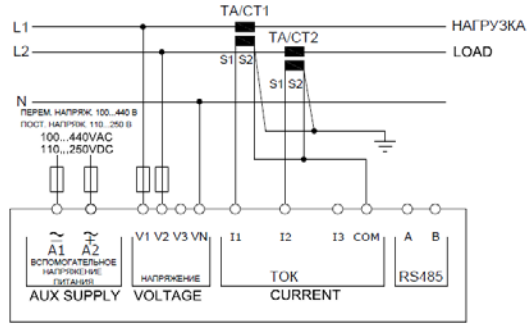 TA/CT1
L1 НАГРУЗКА
TA/CT2
L2 LOAD
S1 S2
S1 S2
N
ПЕРЕМ. НАПРЯЖ. 100...440 В
ПОСТ. НАПРЯЖ. 110...250 В
100...440VAC
110...250VDC
V1 V2 V3 VN I1 I2 I3 COM A B
A1 A2
ВСПОМОГАТЕЛЬНОЕ
НАПРЯЖЕНИЕ
ПИТАНИЯ
НАПРЯЖЕНИЕ ТОК RS485
AUX SUPPLY VOLTAGE CURRENT